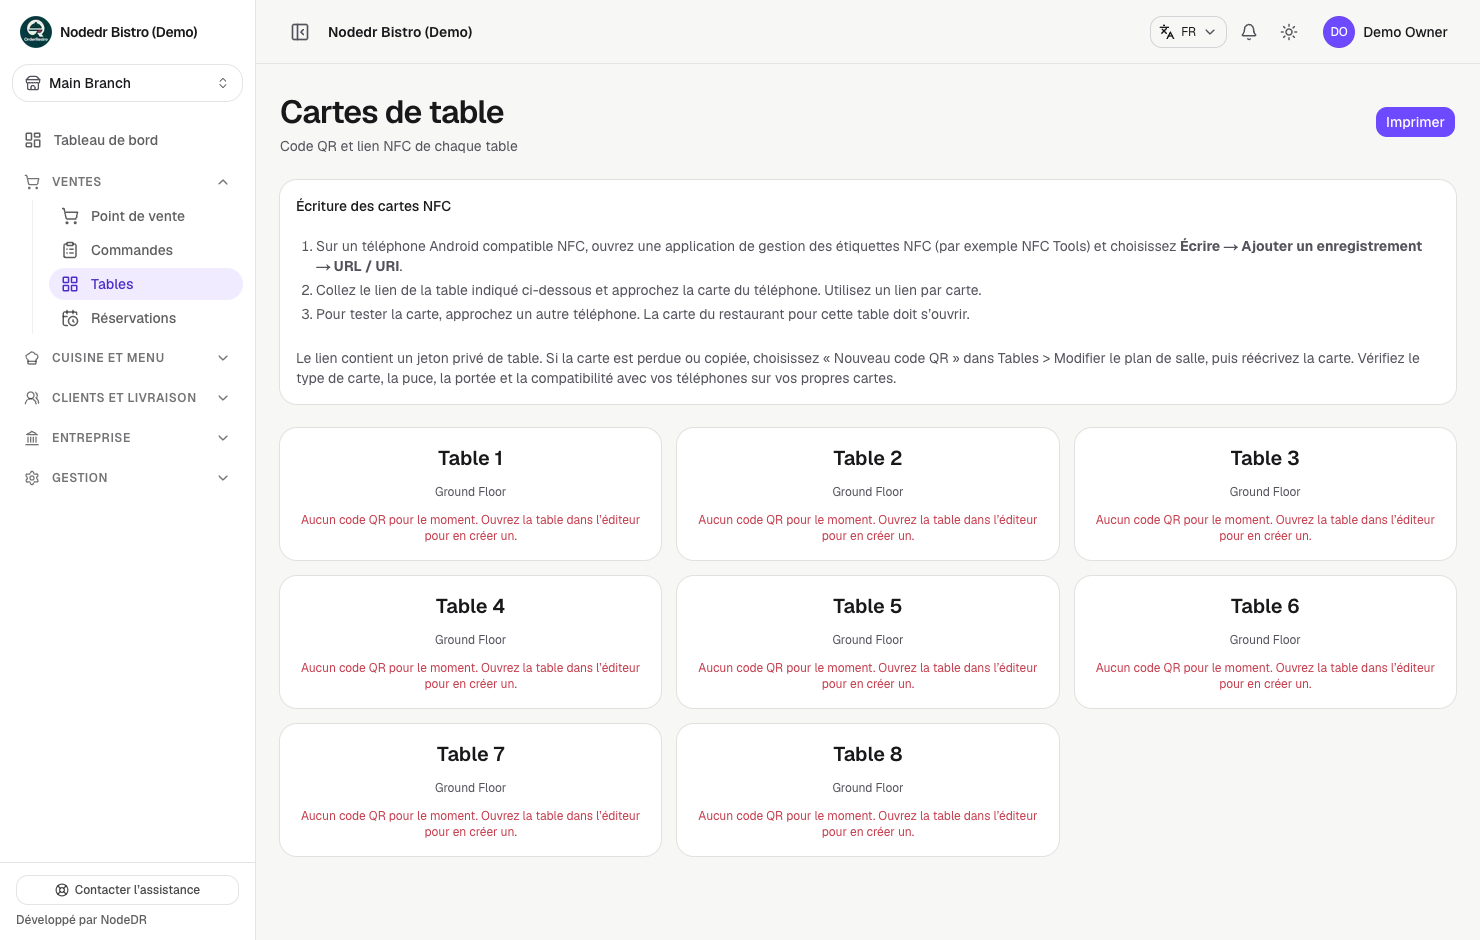 Nodedr Bistro (Demo)
Main Branch
Tableau de bord
VENTES
Point de vente
Commandes
Tables
Réservations
CUISINE ET MENU
CLIENTS ET LIVRAISON
ENTREPRISE
GESTION
Contacter l’assistance
Développé par NodeDR
Nodedr Bistro (Demo)
FR
DO
Demo Owner
Cartes de table
Code QR et lien NFC de chaque table
Imprimer
Écriture des cartes NFC
1. Sur un téléphone Android compatible NFC, ouvrez une application de gestion des étiquettes NFC (par exemple NFC Tools) et choisissez Écrire → Ajouter un enregistrement
→ URL / URI.
2. Collez le lien de la table indiqué ci-dessous et approchez la carte du téléphone. Utilisez un lien par carte.
3. Pour tester la carte, approchez un autre téléphone. La carte du restaurant pour cette table doit s’ouvrir.
Le lien contient un jeton privé de table. Si la carte est perdue ou copiée, choisissez « Nouveau code QR » dans Tables > Modifier le plan de salle, puis réécrivez la carte. Vérifiez le
type de carte, la puce, la portée et la compatibilité avec vos téléphones sur vos propres cartes.
Table 1
Ground Floor
Aucun code QR pour le moment. Ouvrez la table dans l’éditeur
pour en créer un.
Table 2
Ground Floor
Aucun code QR pour le moment. Ouvrez la table dans l’éditeur
pour en créer un.
Table 3
Ground Floor
Aucun code QR pour le moment. Ouvrez la table dans l’éditeur
pour en créer un.
Table 4
Ground Floor
Aucun code QR pour le moment. Ouvrez la table dans l’éditeur
pour en créer un.
Table 5
Ground Floor
Aucun code QR pour le moment. Ouvrez la table dans l’éditeur
pour en créer un.
Table 6
Ground Floor
Aucun code QR pour le moment. Ouvrez la table dans l’éditeur
pour en créer un.
Table 7
Ground Floor
Aucun code QR pour le moment. Ouvrez la table dans l’éditeur
pour en créer un.
Table 8
Ground Floor
Aucun code QR pour le moment. Ouvrez la table dans l’éditeur
pour en créer un.